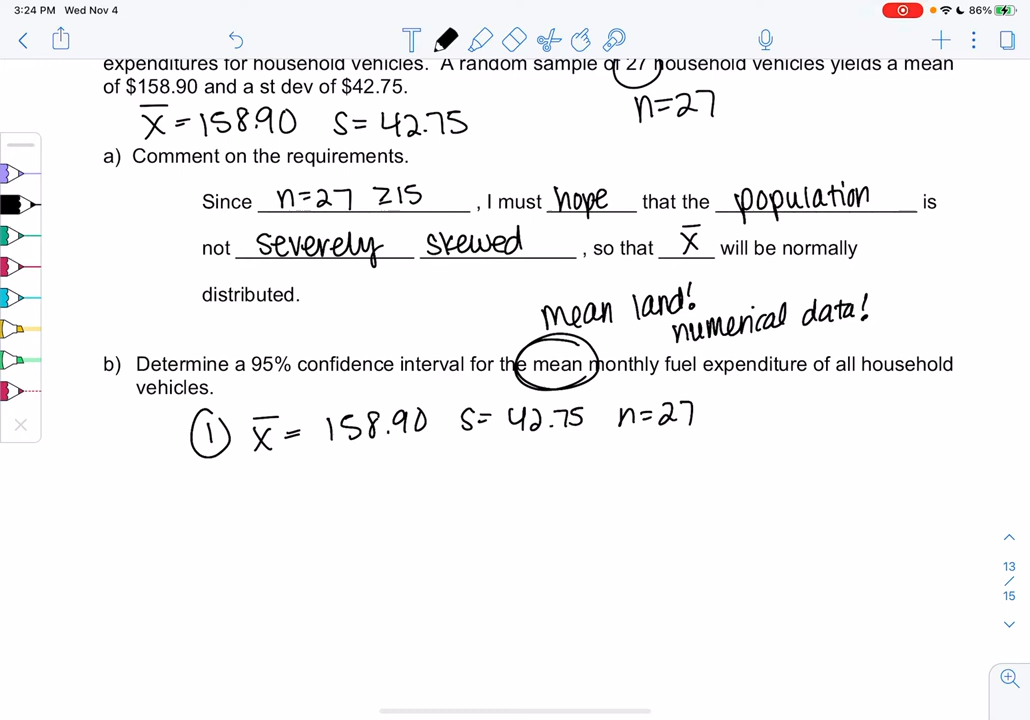 3:24 PM Wed Nov 4
86%
expenditures for household vehicles. A random sample of 27 household vehicles yields a mean
of $158.90 and a st dev of $42.75.
x̅ = 158.90 s = 42.75 n=27
a) Comment on the requirements.
Since n=27 ≥15, I must hope that the population is
not severely skewed, so that x̅ will be normally
distributed.
mean land!
numerical data!
b) Determine a 95% confidence interval for the mean monthly fuel expenditure of all household
vehicles.
① x̅ = 158.90 s= 42.75 n=27
13
/
15